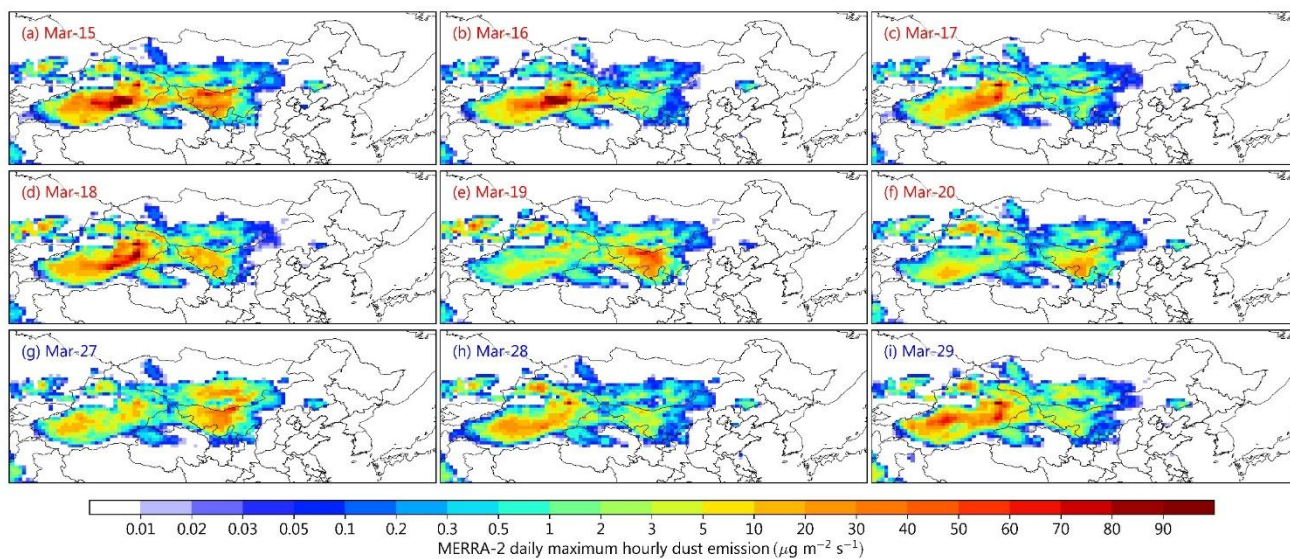 (a) Mar-15
(b) Mar-16
(c) Mar-17
(d) Mar-18
(e) Mar-19
(f) Mar-20
(g) Mar-27
(h) Mar-28
(i) Mar-29
0.01 0.02 0.03 0.05 0.1 0.2 0.3 0.5 1 2 3 5 10 20 30 40 50 60 70 80 90
MERRA-2 daily maximum hourly dust emission (μg m⁻² s⁻¹)